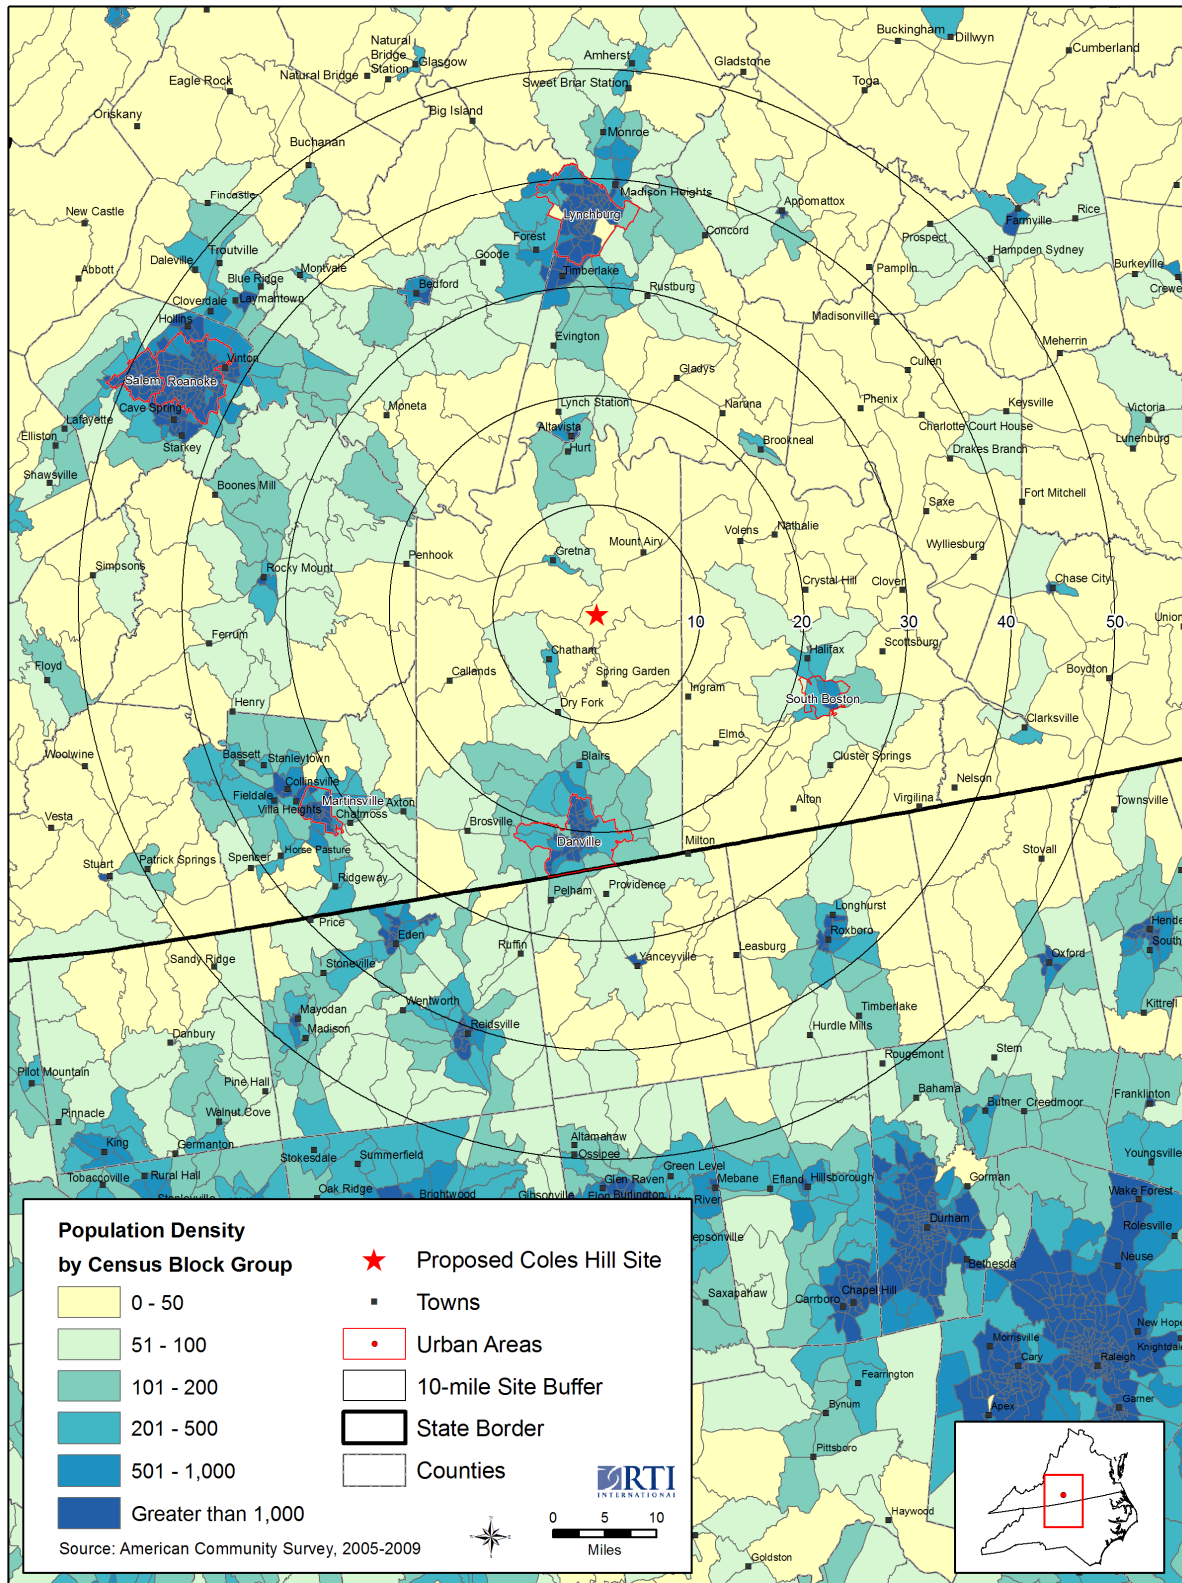 Buckingham
Dillwyn
Cumberland
Natural
Bridge
Station
Glasgow
Natural Bridge
Amherst
Sweet Briar Station
Gladstone
Toga
Eagle Rock
Oriskany
Big Island
Buchanan
Monroe
Fincastle
New Castle
Madison Heights
Lynchburg
Appomattox
Concord
Farmville
Rice
Prospect
Hampden Sydney
Troutville
Daleville
Forest
Goode
Abbott
Blue Ridge
Montvale
Timberlake
Pamplin
Burkeville
Crewe
Cloverdale
Laymantown
Bedford
Rustburg
Hollins
Madisonville
Evington
Meherrin
Vinton
Salem
Roanoke
Gladys
Cullen
Cave Spring
Moneta
Lynch Station
Naruna
Phenix
Keysville
Victoria
Lafayette
Altavista
Charlotte Court House
Lunenburg
Elliston
Starkey
Hurt
Brookneal
Drakes Branch
Shawsville
Boones Mill
Saxe
Fort Mitchell
Volens
Nathalie
Gretna
Mount Airy
Wylliesburg
Penhook
Simpsons
Rocky Mount
Crystal Hill
Clover
Chase City
10
20
30
40
50
Union
Ferrum
Chatham
Halifax
Scottsburg
Floyd
Callands
Spring Garden
Ingram
Boydton
South Boston
Henry
Dry Fork
Clarksville
Elmo
Woolwine
Bassett
Stanleytown
Blairs
Cluster Springs
Collinsville
Nelson
Fieldale
Villa Heights
Martinsville
Axton
Chatmoss
Alton
Virgilina
Townsville
Vesta
Brosville
Danville
Milton
Stuart
Patrick Springs
Spencer
Horse Pasture
Stovall
Ridgeway
Pelham
Providence
Price
Longhurst
Eden
Roxboro
Hende
South
Ruffin
Yanceyville
Leasburg
Oxford
Sandy Ridge
Stoneville
Wentworth
Mayodan
Timberlake
Kittrell
Madison
Reidsville
Hurdle Mills
Danbury
Rougemont
Stem
Pilot Mountain
Pine Hall
Bahama
Franklinton
Pinnacle
Walnut Cove
Butner
Creedmoor
King
Germanton
Altamahaw
Ossipee
Stokesdale
Summerfield
Youngsville
Tobaccoville
Rural Hall
Glen Raven
Green Level
Mebane
Efland
Hillsborough
Gorman
Stanleyville
Oak Ridge
Brightwood
Gibsonville
Elon
Burlington
Haw River
Wake Forest
Durham
Rolesville
epsonville
Bethesda
Neuse
Saxapahaw
Carrboro
Chapel Hill
New Hope
Morrisville
Knightdale
Cary
Raleigh
Fearrington
Bynum
Apex
Garner
Pittsboro
Haywood
Goldston
Population Density
by Census Block Group
0 - 50
51 - 100
101 - 200
201 - 500
501 - 1,000
Greater than 1,000
Proposed Coles Hill Site
Towns
Urban Areas
10-mile Site Buffer
State Border
Counties
RTI
INTERNATIONAL
N
S
W
E
0 5 10
Miles
Source: American Community Survey, 2005-2009